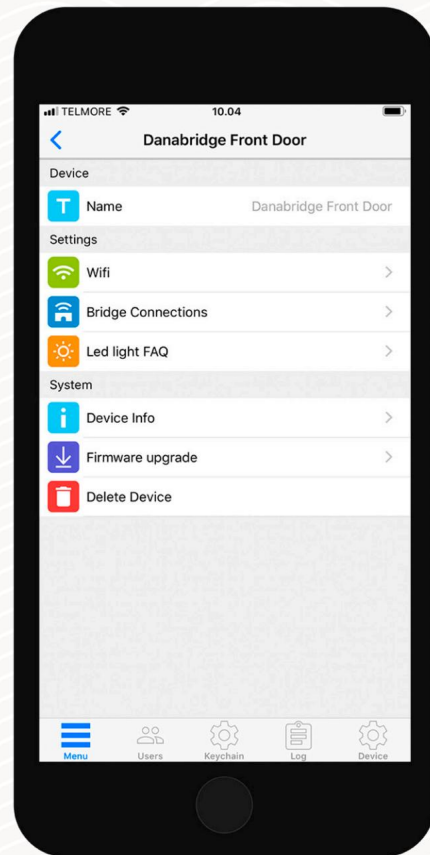 TELMORE 10.04
Danabridge Front Door
Device
T Name Danabridge Front Door
Settings
Wifi
Bridge Connections
Led light FAQ
System
i Device Info
Firmware upgrade
Delete Device
Menu Users Keychain Log Device